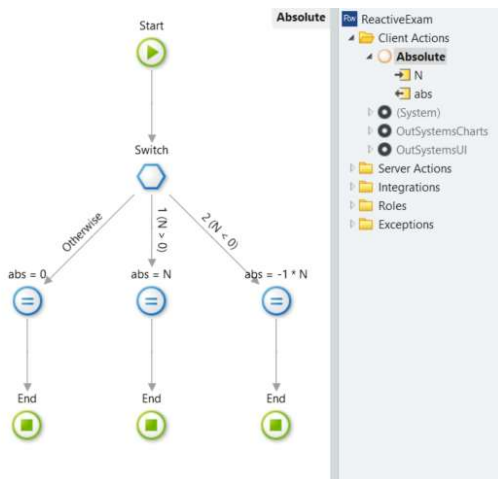 Absolute
Start
Switch
Otherwise
1 (N > 0)
2 (N < 0)
abs = 0
abs = N
abs = -1 * N
End
End
End
Rw ReactiveExam
Client Actions
Absolute
N
abs
(System)
OutSystemsCharts
OutSystemsUI
Server Actions
Integrations
Roles
Exceptions